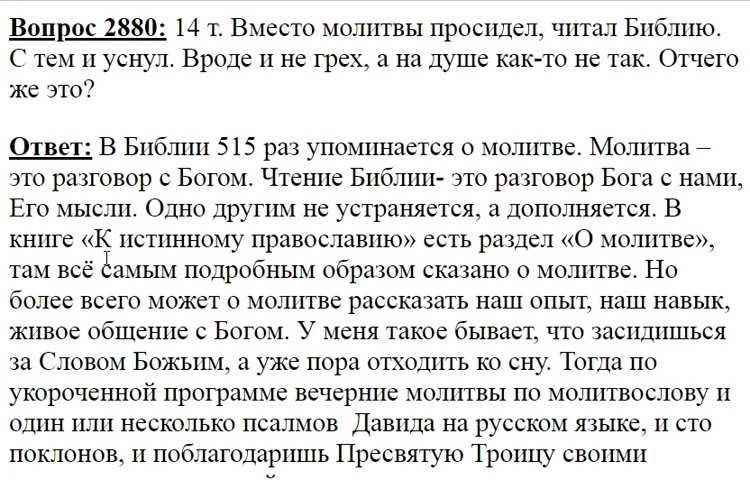 Вопрос 2880: 14 т. Вместо молитвы просидел, читал Библию.
С тем и уснул. Вроде и не грех, а на душе как-то не так. Отчего
же это?
Ответ: В Библии 515 раз упоминается о молитве. Молитва –
это разговор с Богом. Чтение Библии- это разговор Бога с нами,
Его мысли. Одно другим не устраняется, а дополняется. В
книге «К истинному православию» есть раздел «О молитве»,
там всё самым подробным образом сказано о молитве. Но
более всего может о молитве рассказать наш опыт, наш навык,
живое общение с Богом. У меня такое бывает, что засидишься
за Словом Божьим, а уже пора отходить ко сну. Тогда по
укороченной программе вечерние молитвы по молитвослову и
один или несколько псалмов Давида на русском языке, и сто
поклонов, и поблагодаришь Пресвятую Троицу своими